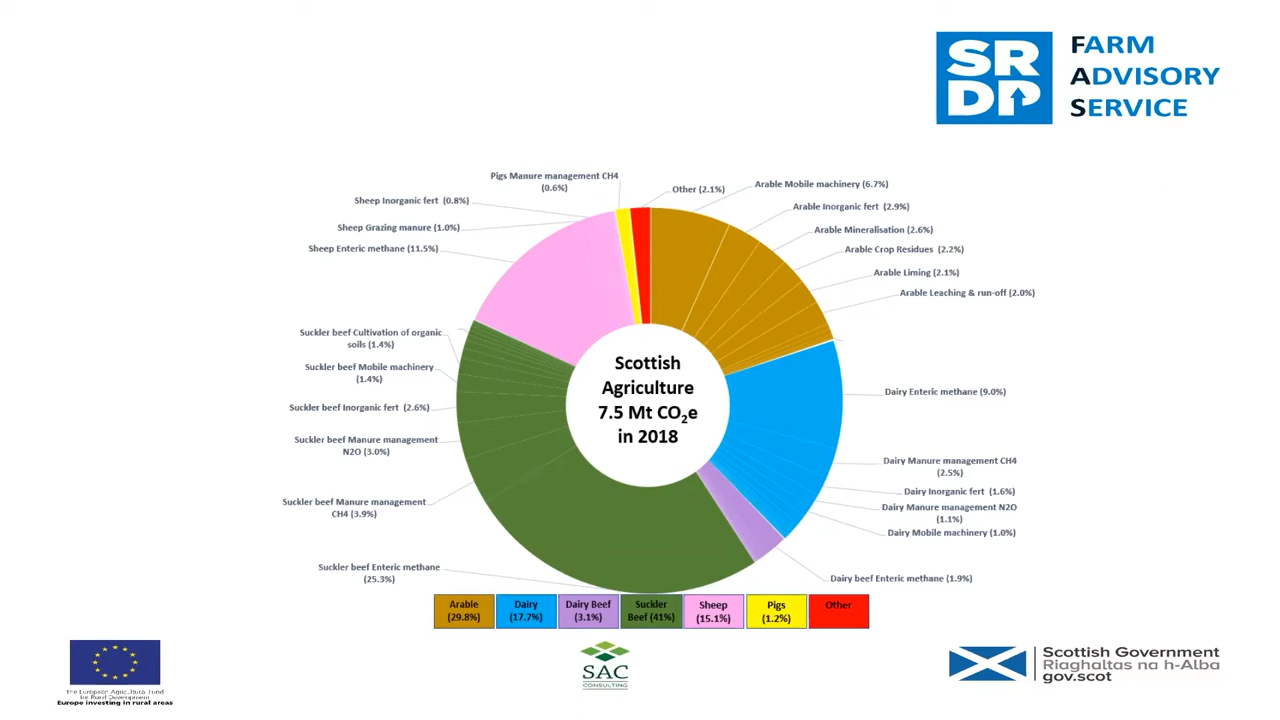 SR
DP
FARM
ADVISORY
SERVICE
Pigs Manure management CH4
(0.6%)
Other (2.1%)
Arable Mobile machinery (6.7%)
Sheep Inorganic fert (0.8%)
Arable Inorganic fert (2.9%)
Sheep Grazing manure (1.0%)
Arable Mineralisation (2.6%)
Sheep Enteric methane (11.5%)
Arable Crop Residues (2.2%)
Arable Liming (2.1%)
Arable Leaching & run-off (2.0%)
Suckler beef Cultivation of organic
soils (1.4%)
Suckler beef Mobile machinery
(1.4%)
Suckler beef Inorganic fert (2.6%)
Suckler beef Manure management
N2O (3.0%)
Suckler beef Manure management
CH4 (3.9%)
Suckler beef Enteric methane
(25.3%)
Scottish
Agriculture
7.5 Mt CO₂e
in 2018
Dairy Enteric methane (9.0%)
Dairy Manure management CH4
(2.5%)
Dairy Inorganic fert (1.6%)
Dairy Manure management N2O
(1.1%)
Dairy Mobile machinery (1.0%)
Dairy beef Enteric methane (1.9%)
Arable
(29.8%)
Dairy
(17.7%)
Dairy Beef
(3.1%)
Suckler
Beef (41%)
Sheep
(15.1%)
Pigs
(1.2%)
Other
The European Agricultural Fund
for Rural Development
Europe investing in rural areas
SAC
CONSULTING
Scottish Government
Riaghaltas na h-Alba
gov.scot